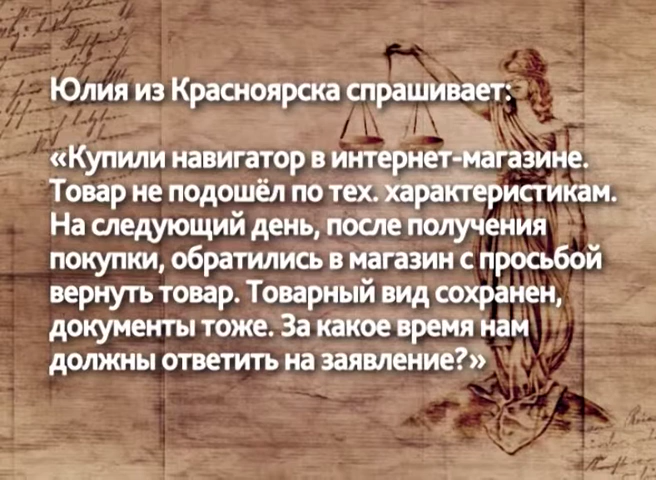 Юлия из Красноярска спрашивает:
«Купили навигатор в интернет-магазине.
Товар не подошёл по тех. характеристикам.
На следующий день, после получения
покупки, обратились в магазин с просьбой
вернуть товар. Товарный вид сохранен,
документы тоже. За какое время нам
должны ответить на заявление?»